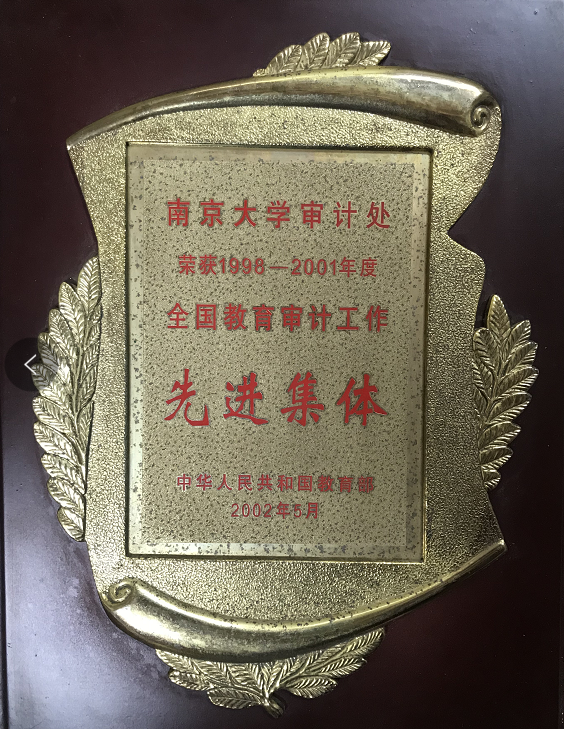 南京大学审计处
荣获1998—2001年度
全国教育审计工作
先进集体
中华人民共和国教育部
2002年5月